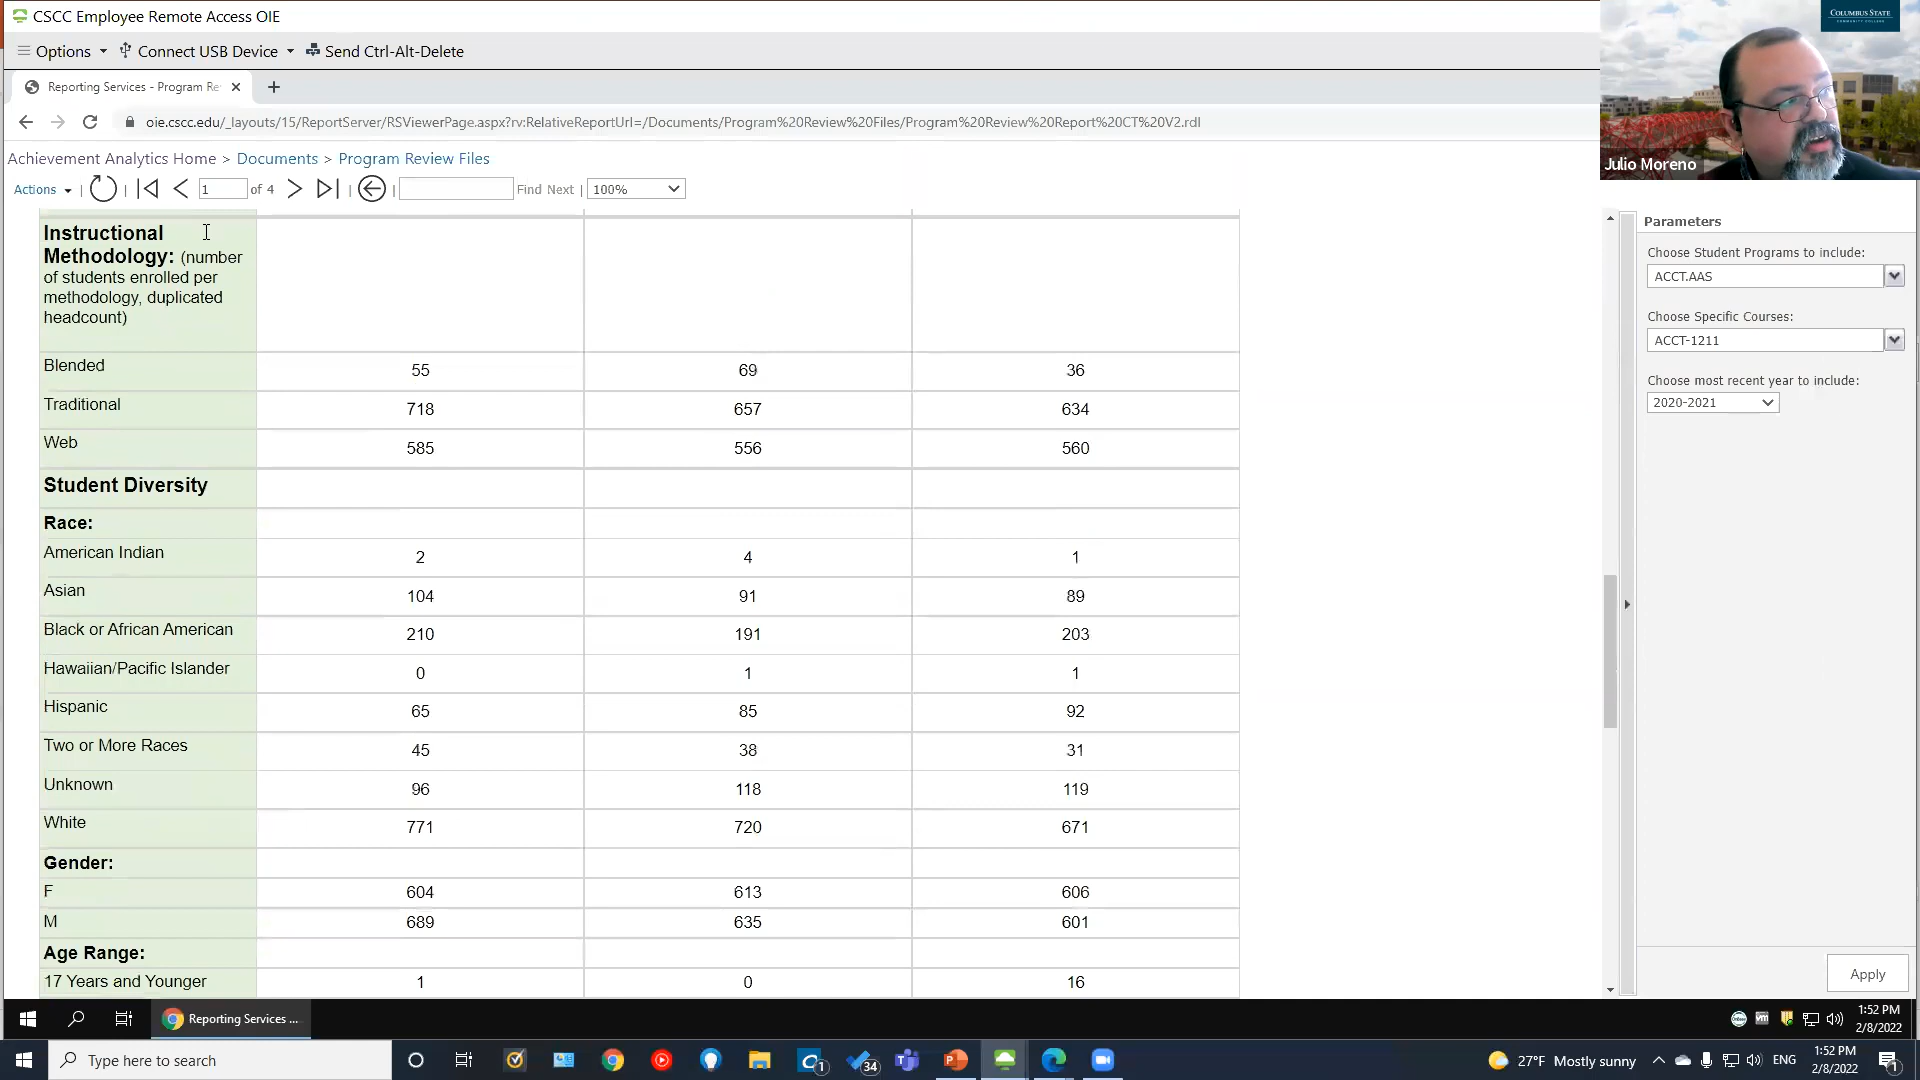 CSCC Employee Remote Access OIE
Options Connect USB Device Send Ctrl-Alt-Delete
COLUMBUS STATE
COMMUNITY COLLEGE
Julio Moreno
Reporting Services - Program Re
oie.cscc.edu/_layouts/15/ReportServer/RSViewerPage.aspx?rv:RelativeReportUrl=/Documents/Program%20Review%20Files/Program%20Review%20Report%20CT%20V2.rdl
Achievement Analytics Home > Documents > Program Review Files
Actions | | 1 of 4 | | Find Next | 100%
Instructional
Methodology: (number
of students enrolled per
methodology, duplicated
headcount)
Blended 55 69 36
Traditional 718 657 634
Web 585 556 560
Student Diversity
Race:
American Indian 2 4 1
Asian 104 91 89
Black or African American 210 191 203
Hawaiian/Pacific Islander 0 1 1
Hispanic 65 85 92
Two or More Races 45 38 31
Unknown 96 118 119
White 771 720 671
Gender:
F 604 613 606
M 689 635 601
Age Range:
17 Years and Younger 1 0 16
Parameters
Choose Student Programs to include:
ACCT.AAS
Choose Specific Courses:
ACCT-1211
Choose most recent year to include:
2020-2021
Apply
Reporting Services ...
1:52 PM
2/8/2022
Type here to search
1
34
27°F Mostly sunny
ENG
1:52 PM
2/8/2022
1